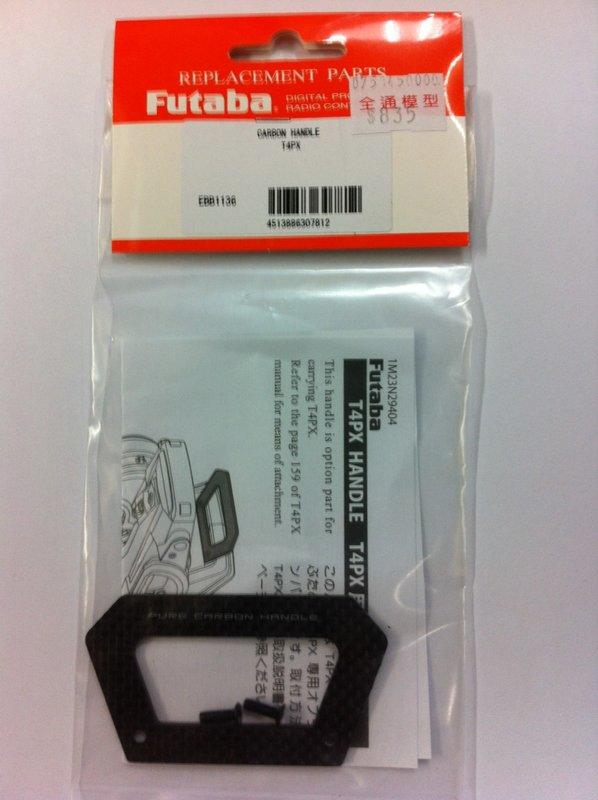 REPLACEMENT PARTS
Futaba
DIGITAL PRO
RADIO CONT
全通模型
$835
CARBON HANDLE
T4PX
EBB1136
4513886307812
1M23N29404
Futaba
T4PX HANDLE T4PX
This handle is option part for
carrying T4PX.
Refer to the page 159 of T4PX
manual for means of attachment.
PURE CARBON HANDLE